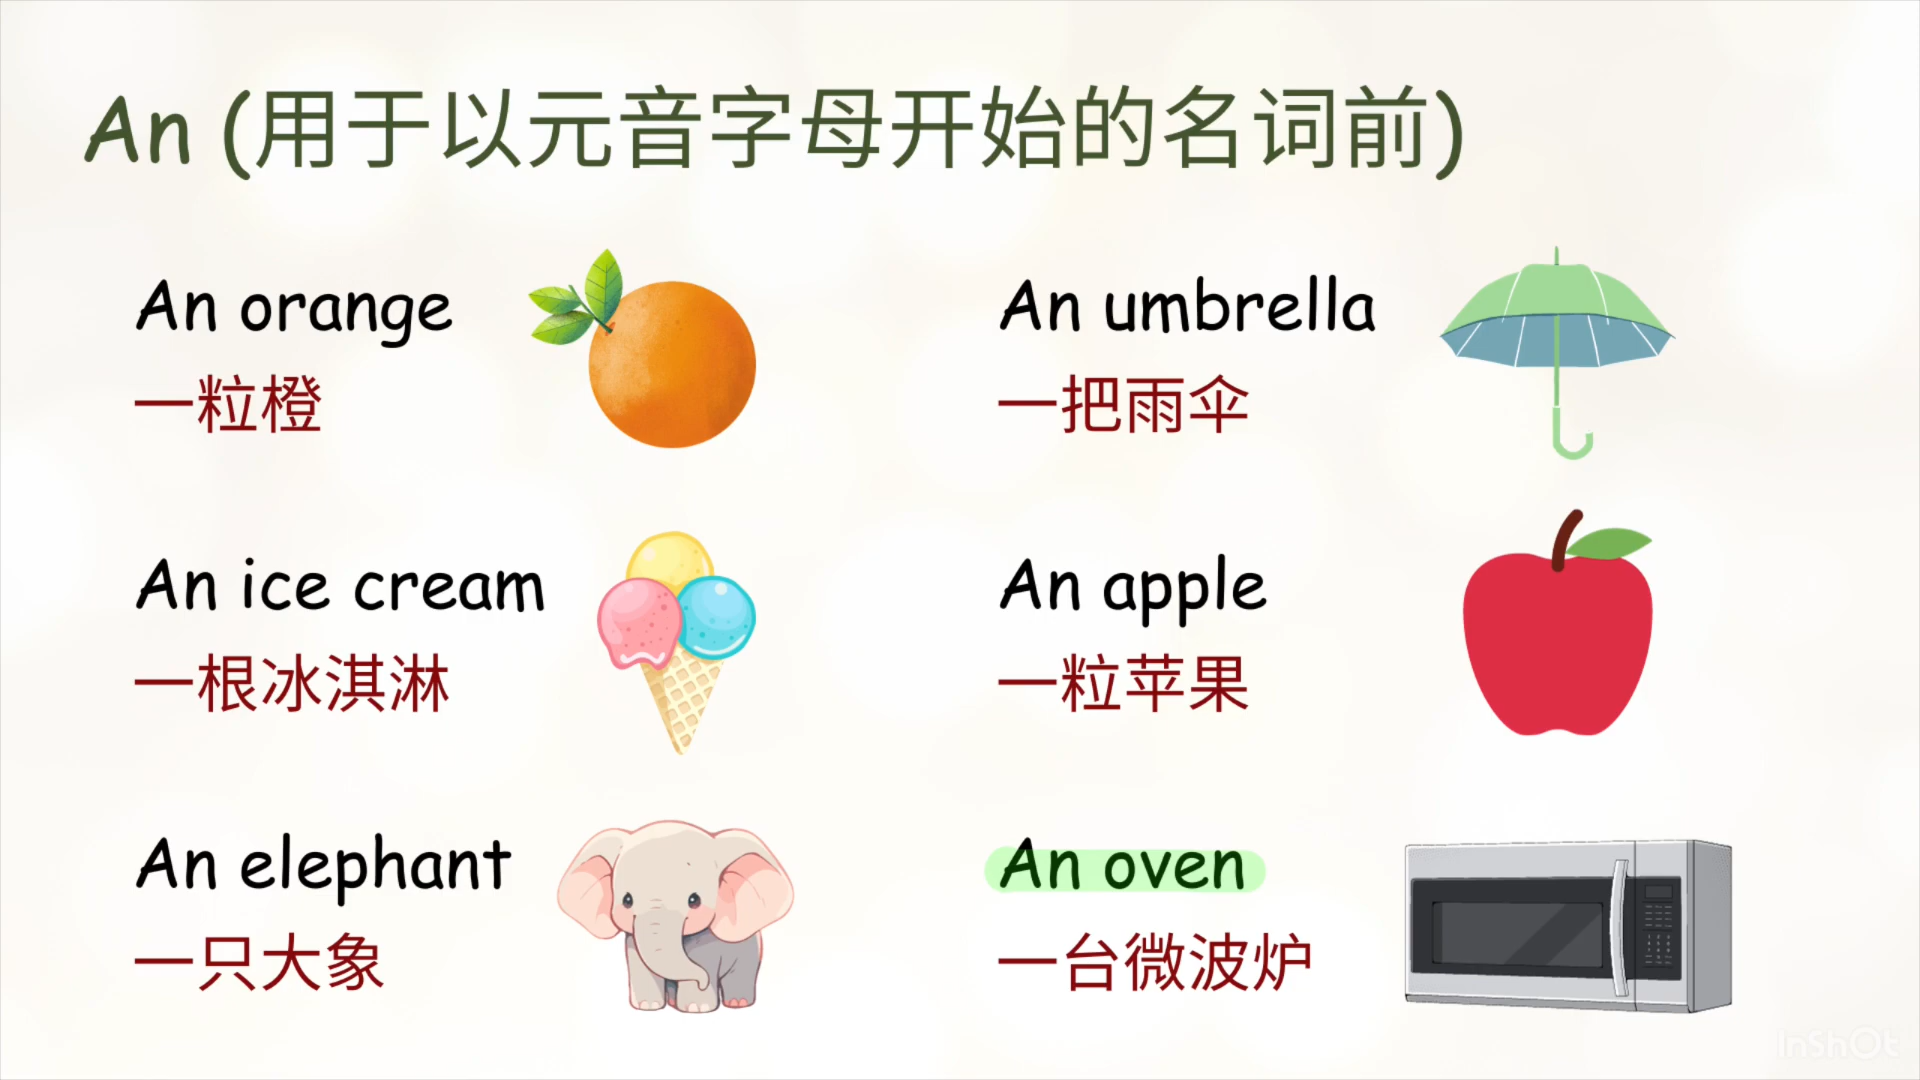 An (用于以元音字母开始的名词前)
An orange
一粒橙
An umbrella
一把雨伞
An ice cream
一根冰淇淋
An apple
一粒苹果
An elephant
一只大象
An oven
一台微波炉
InShOt